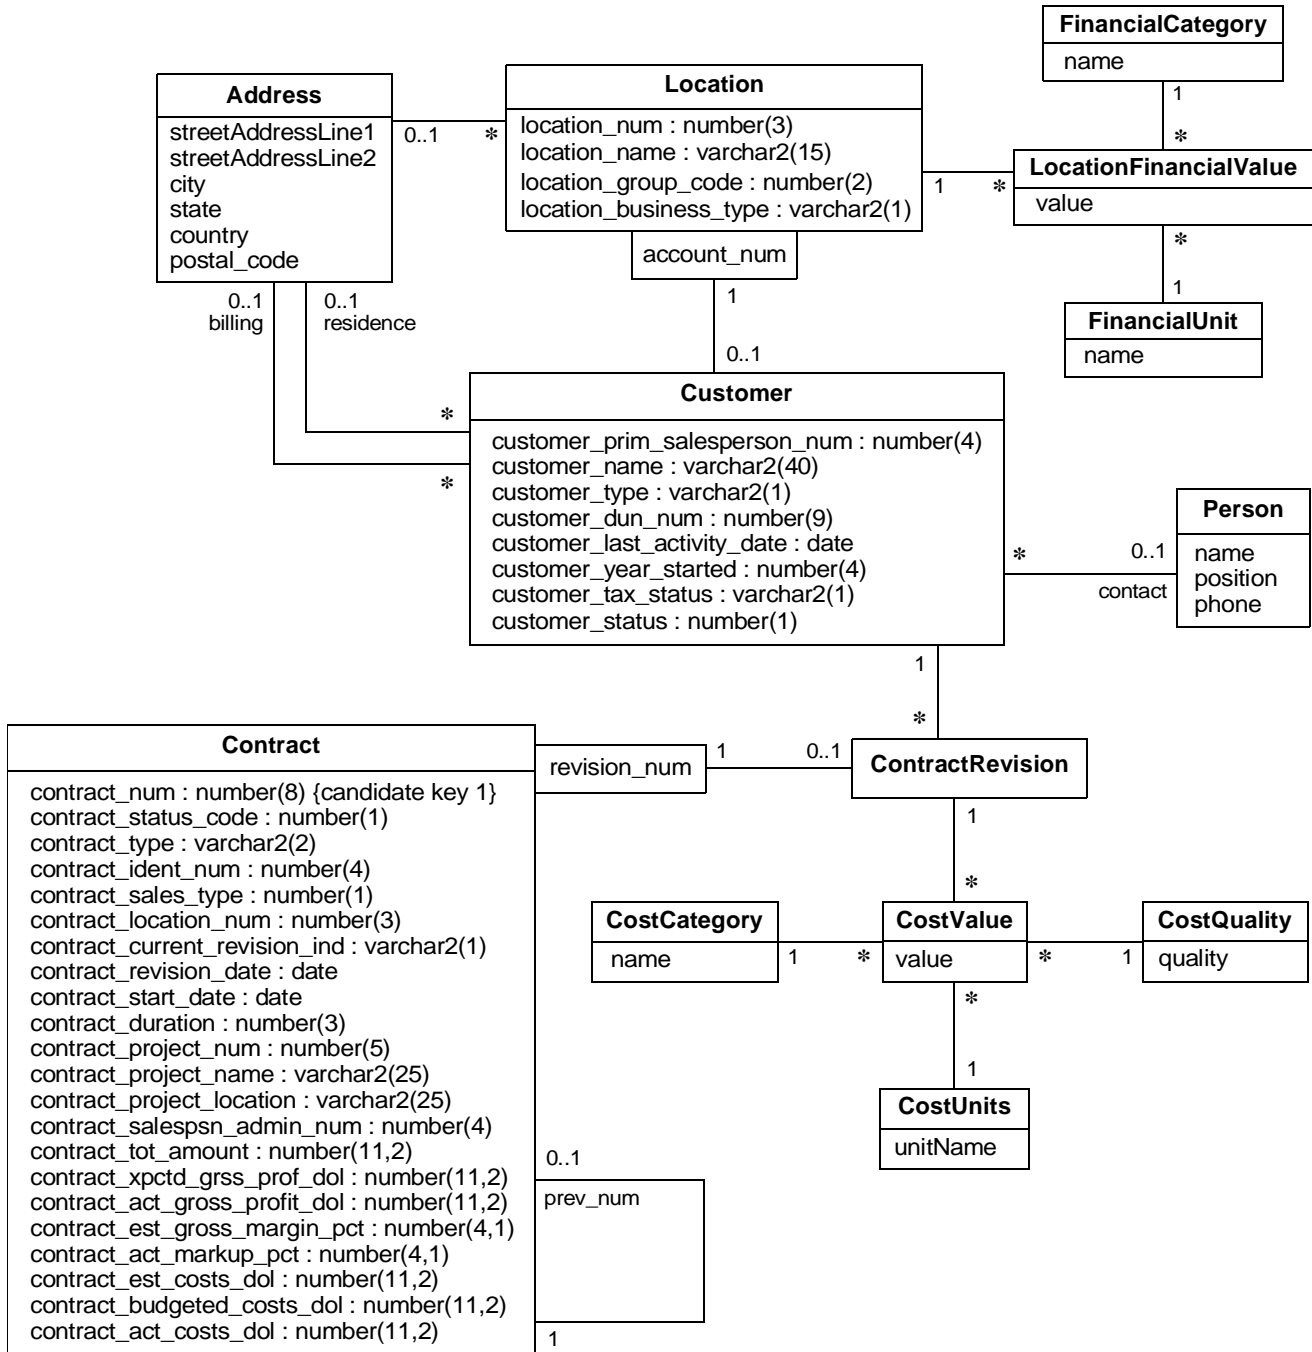 FinancialCategory
name
1
*
Address
streetAddressLine1
streetAddressLine2
city
state
country
postal_code
0..1
*
Location
location_num : number(3)
location_name : varchar2(15)
location_group_code : number(2)
location_business_type : varchar2(1)
account_num
1
*
LocationFinancialValue
value
*
1
FinancialUnit
name
0..1
billing
0..1
residence
1
0..1
*
*
Customer
customer_prim_salesperson_num : number(4)
customer_name : varchar2(40)
customer_type : varchar2(1)
customer_dun_num : number(9)
customer_last_activity_date : date
customer_year_started : number(4)
customer_tax_status : varchar2(1)
customer_status : number(1)
*
0..1
contact
Person
name
position
phone
1
*
Contract
contract_num : number(8) {candidate key 1}
contract_status_code : number(1)
contract_type : varchar2(2)
contract_ident_num : number(4)
contract_sales_type : number(1)
contract_location_num : number(3)
contract_current_revision_ind : varchar2(1)
contract_revision_date : date
contract_start_date : date
contract_duration : number(3)
contract_project_num : number(5)
contract_project_name : varchar2(25)
contract_project_location : varchar2(25)
contract_salespsn_admin_num : number(4)
contract_tot_amount : number(11,2)
contract_xpctd_grss_prof_dol : number(11,2)
contract_act_gross_profit_dol : number(11,2)
contract_est_gross_margin_pct : number(4,1)
contract_act_markup_pct : number(4,1)
contract_est_costs_dol : number(11,2)
contract_budgeted_costs_dol : number(11,2)
contract_act_costs_dol : number(11,2)
revision_num
1
0..1
ContractRevision
1
*
CostCategory
name
1
*
CostValue
value
*
1
CostQuality
quality
*
1
CostUnits
unitName
0..1
prev_num
1